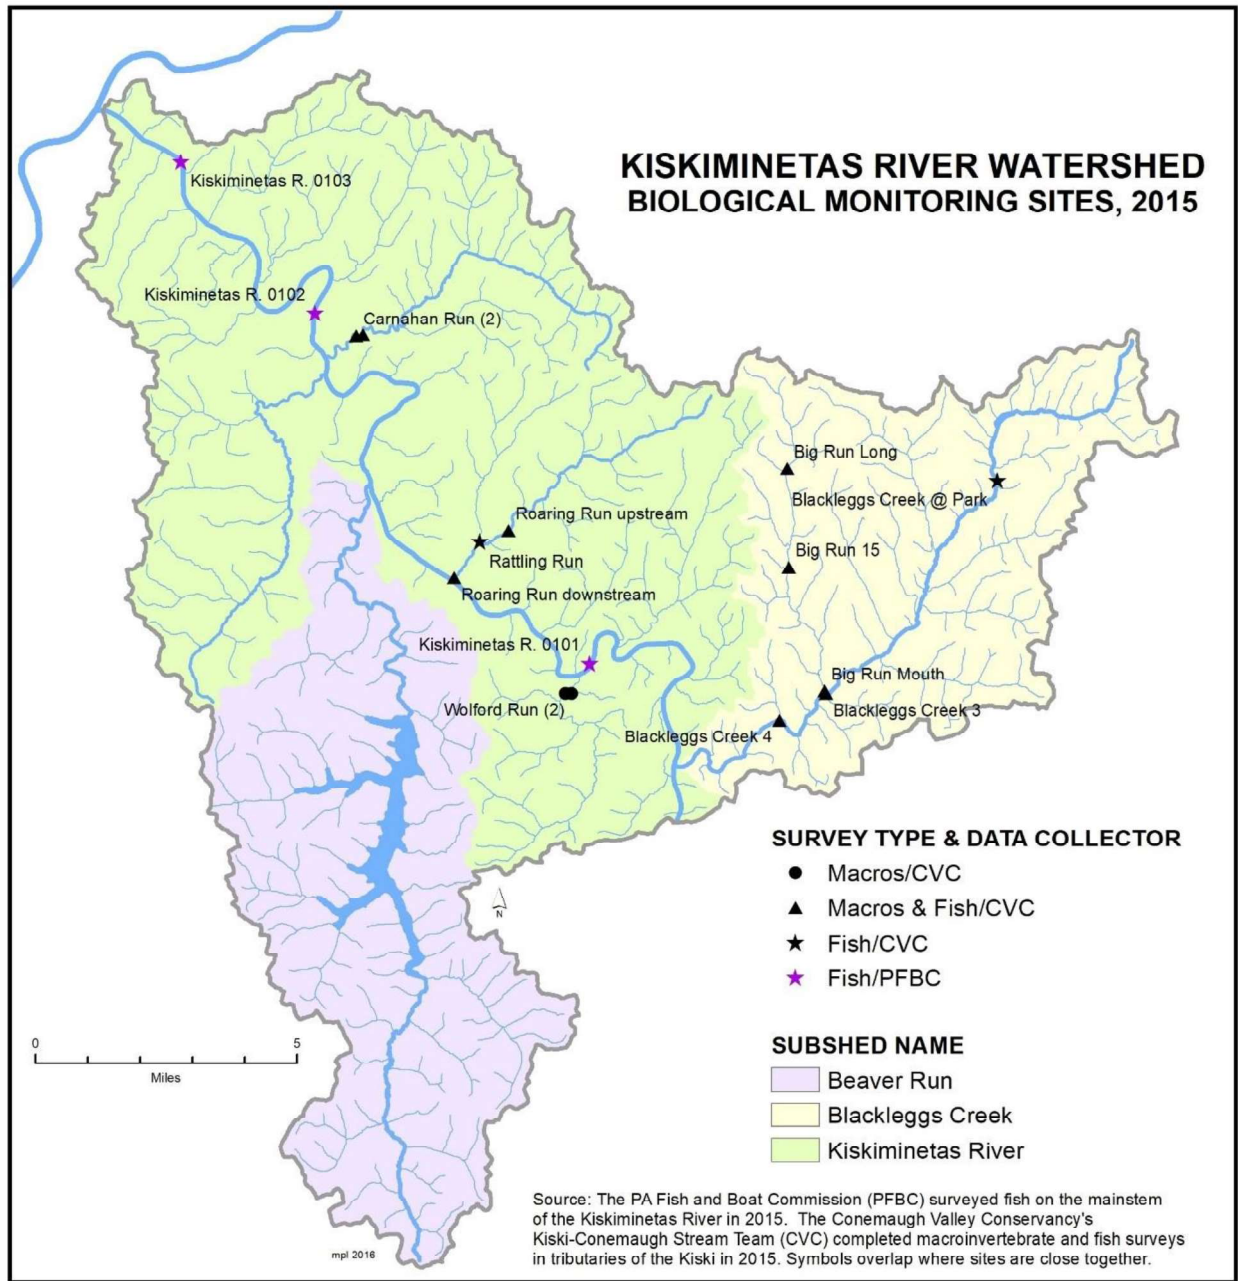 KISKIMINETAS RIVER WATERSHED
BIOLOGICAL MONITORING SITES, 2015
Kiskiminetas R. 0103
Kiskiminetas R. 0102
Carnahan Run (2)
Big Run Long
Blackleggs Creek @ Park
Roaring Run upstream
Big Run 15
Rattling Run
Roaring Run downstream
Kiskiminetas R. 0101
Big Run Mouth
Wolford Run (2)
Blackleggs Creek 3
Blackleggs Creek 4
SURVEY TYPE & DATA COLLECTOR
Macros/CVC
Macros & Fish/CVC
Fish/CVC
Fish/PFBC
N
0 5
Miles
SUBSHED NAME
Beaver Run
Blackleggs Creek
Kiskiminetas River
Source: The PA Fish and Boat Commission (PFBC) surveyed fish on the mainstem
of the Kiskiminetas River in 2015. The Conemaugh Valley Conservancy's
Kiski-Conemaugh Stream Team (CVC) completed macroinvertebrate and fish surveys
in tributaries of the Kiski in 2015. Symbols overlap where sites are close together.
mpl 2016